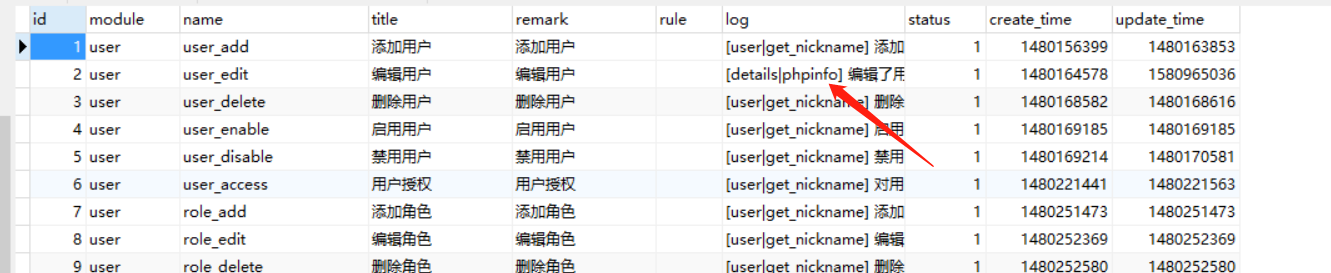 id module name title remark rule log status create_time update_time
1 user user_add 添加用户 添加用户 [user|get_nickname] 添加 1 1480156399 1480163853
2 user user_edit 编辑用户 编辑用户 [details|phpinfo] 编辑了用 1 1480164578 1580965036
3 user user_delete 删除用户 删除用户 [user|get_nickname] 删除 1 1480168582 1480168616
4 user user_enable 启用用户 启用用户 [user|get_nickname] 启用 1 1480169185 1480169185
5 user user_disable 禁用用户 禁用用户 [user|get_nickname] 禁用 1 1480169214 1480170581
6 user user_access 用户授权 用户授权 [user|get_nickname] 对用 1 1480221441 1480221563
7 user role_add 添加角色 添加角色 [user|get_nickname] 添加 1 1480251473 1480251473
8 user role_edit 编辑角色 编辑角色 [user|get_nickname] 编辑 1 1480252369 1480252369
9 user role_delete 删除角色 删除角色 [user|get_nickname] 删除 1 1480252580 1480252580